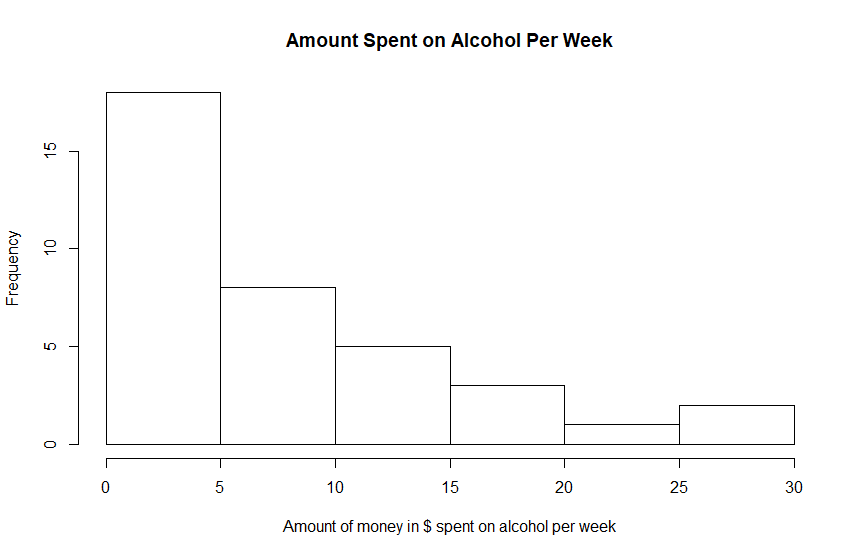 Amount Spent on Alcohol Per Week
Frequency
15
10
5
0
0 5 10 15 20 25 30
Amount of money in $ spent on alcohol per week